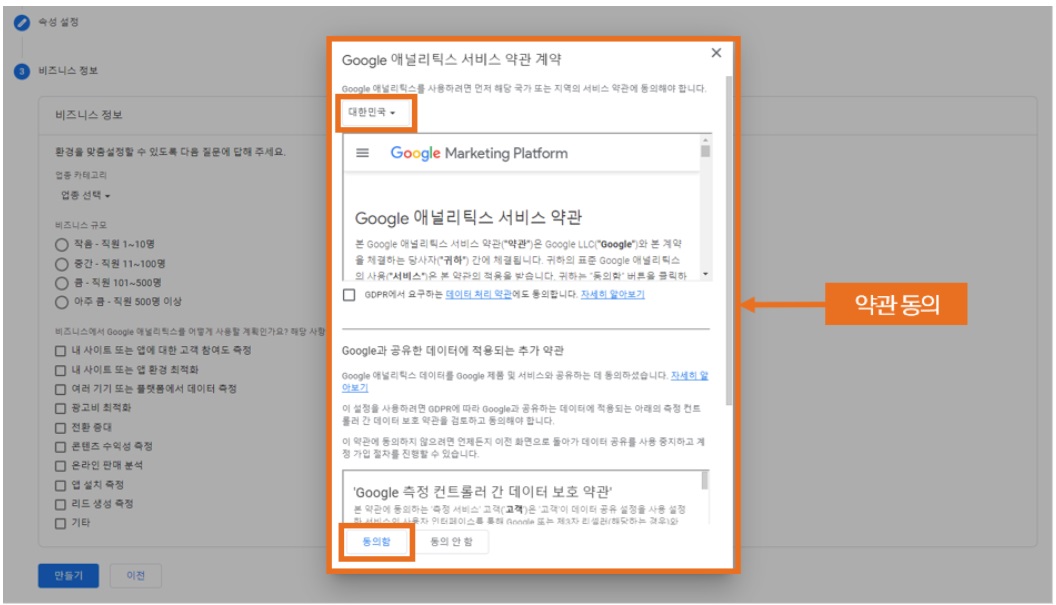 속성 설정
3 비즈니스 정보
비즈니스 정보
환경을 맞춤설정할 수 있도록 다음 질문에 답해 주세요.
업종 카테고리
업종 선택
비즈니스 규모
작음 - 직원 1~10명
중간 - 직원 11~100명
큼 - 직원 101~500명
아주 큼 - 직원 500명 이상
비즈니스에서 Google 애널리틱스를 어떻게 사용할 계획인가요? 해당 사항
내 사이트 또는 앱에 대한 고객 참여도 측정
내 사이트 또는 앱 환경 최적화
여러 기기 또는 플랫폼에서 데이터 측정
광고비 최적화
전환 증대
콘텐츠 수익성 측정
온라인 판매 분석
앱 설치 측정
리드 생성 측정
기타
만들기
이전
Google 애널리틱스 서비스 약관 계약
Google 애널리틱스를 사용하려면 먼저 해당 국가 또는 지역의 서비스 약관에 동의해야 합니다.
대한민국
Google Marketing Platform
Google 애널리틱스 서비스 약관
본 Google 애널리틱스 서비스 약관("약관")은 Google LLC("Google")와 본 계약
을 체결하는 당사자("귀하") 간에 체결됩니다. 귀하의 표준 Google 애널리틱스
의 사용("서비스")은 본 약관의 적용을 받습니다. 귀하는 '동의함' 버튼을 클릭하
GDPR에서 요구하는 데이터 처리 약관에도 동의합니다. 자세히 알아보기
Google과 공유한 데이터에 적용되는 추가 약관
Google 애널리틱스 데이터를 Google 제품 및 서비스와 공유하는 데 동의하셨습니다. 자세히 알
아보기
이 설정을 사용하려면 GDPR에 따라 Google과 공유하는 데이터에 적용되는 아래의 측정 컨트
롤러 간 데이터 보호 약관을 검토하고 동의해야 합니다.
이 약관에 동의하지 않으려면 언제든지 이전 화면으로 돌아가 데이터 공유를 사용 중지하고 계
정 가입 절차를 진행할 수 있습니다.
'Google 측정 컨트롤러 간 데이터 보호 약관'
본 약관에 동의하는 '측정 서비스' 고객('고객')은 '고객'이 데이터 공유 설정을 사용 설정
한 서비스의 사용자 인터페이스를 통해 Google 또는 제3자 리셀러(해당하는 경우)와
동의함
동의 안 함
약관 동의